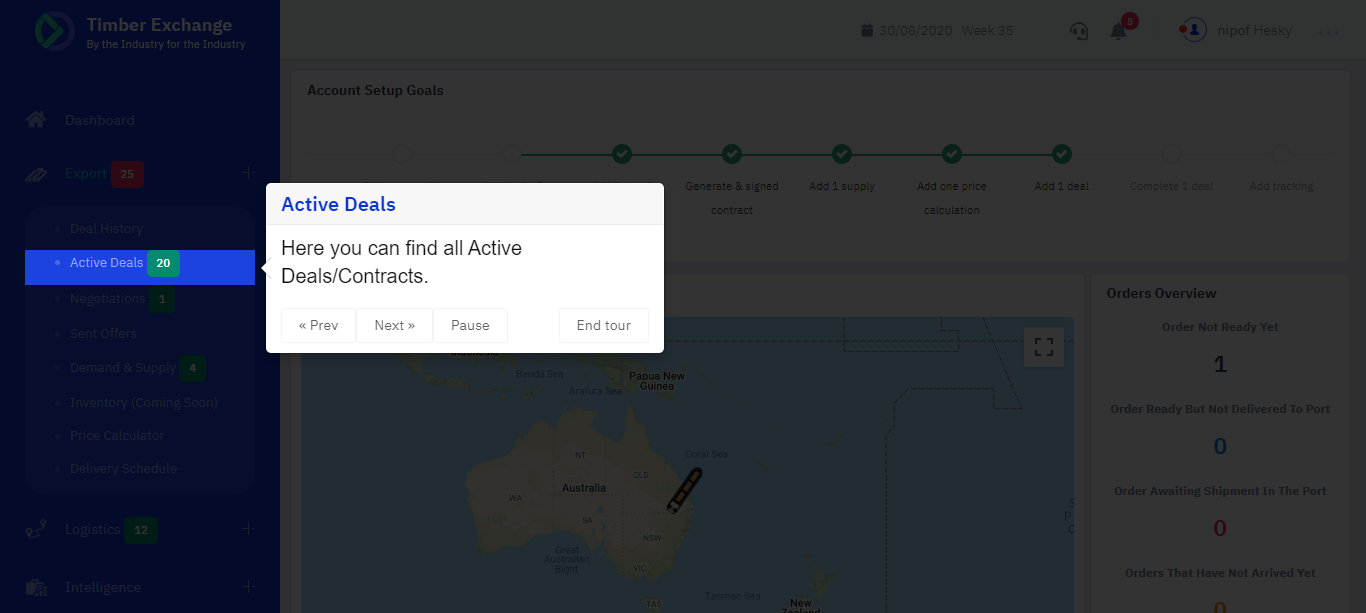 Timber Exchange
By the Industry for the Industry
30/08/2020 Week 35
8
nipof Hesky
Dashboard
Export 25
Deal History
Active Deals 20
Negotiations 1
Sent Offers
Demand & Supply 4
Inventory (Coming Soon)
Price Calculator
Delivery Schedule
Logistics 12
Intelligence
Account Setup Goals
Generate & signed
contract
Add 1 supply
Add one price
calculation
Add 1 deal
Complete 1 deal
Add tracking
Active Deals
Here you can find all Active
Deals/Contracts.
« Prev
Next »
Pause
End tour
Indonesia
Banda Sea
Arafura Sea
Papua New
Guinea
Coral Sea
NT
QLD
Australia
WA
SA
NSW
Great
Australian
Bight
VIC
TAS
Tasman Sea
New
Zealand
Orders Overview
Order Not Ready Yet
1
Order Ready But Not Delivered To Port
0
Order Awaiting Shipment In The Port
0
Orders That Have Not Arrived Yet
0